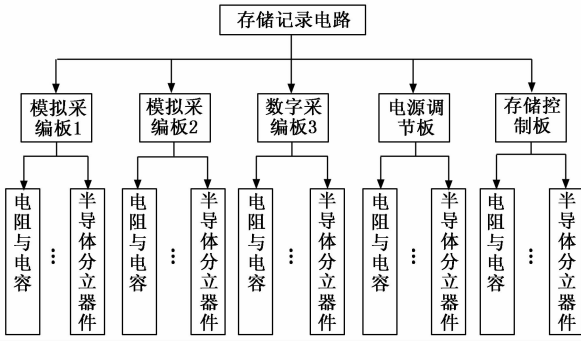 存储记录电路
模拟采
编板1
模拟采
编板2
数字采
编板3
电源调
节板
存储控
制板
电阻与电容
…
半导体分立器件
电阻与电容
…
半导体分立器件
电阻与电容
…
半导体分立器件
电阻与电容
…
半导体分立器件
电阻与电容
…
半导体分立器件